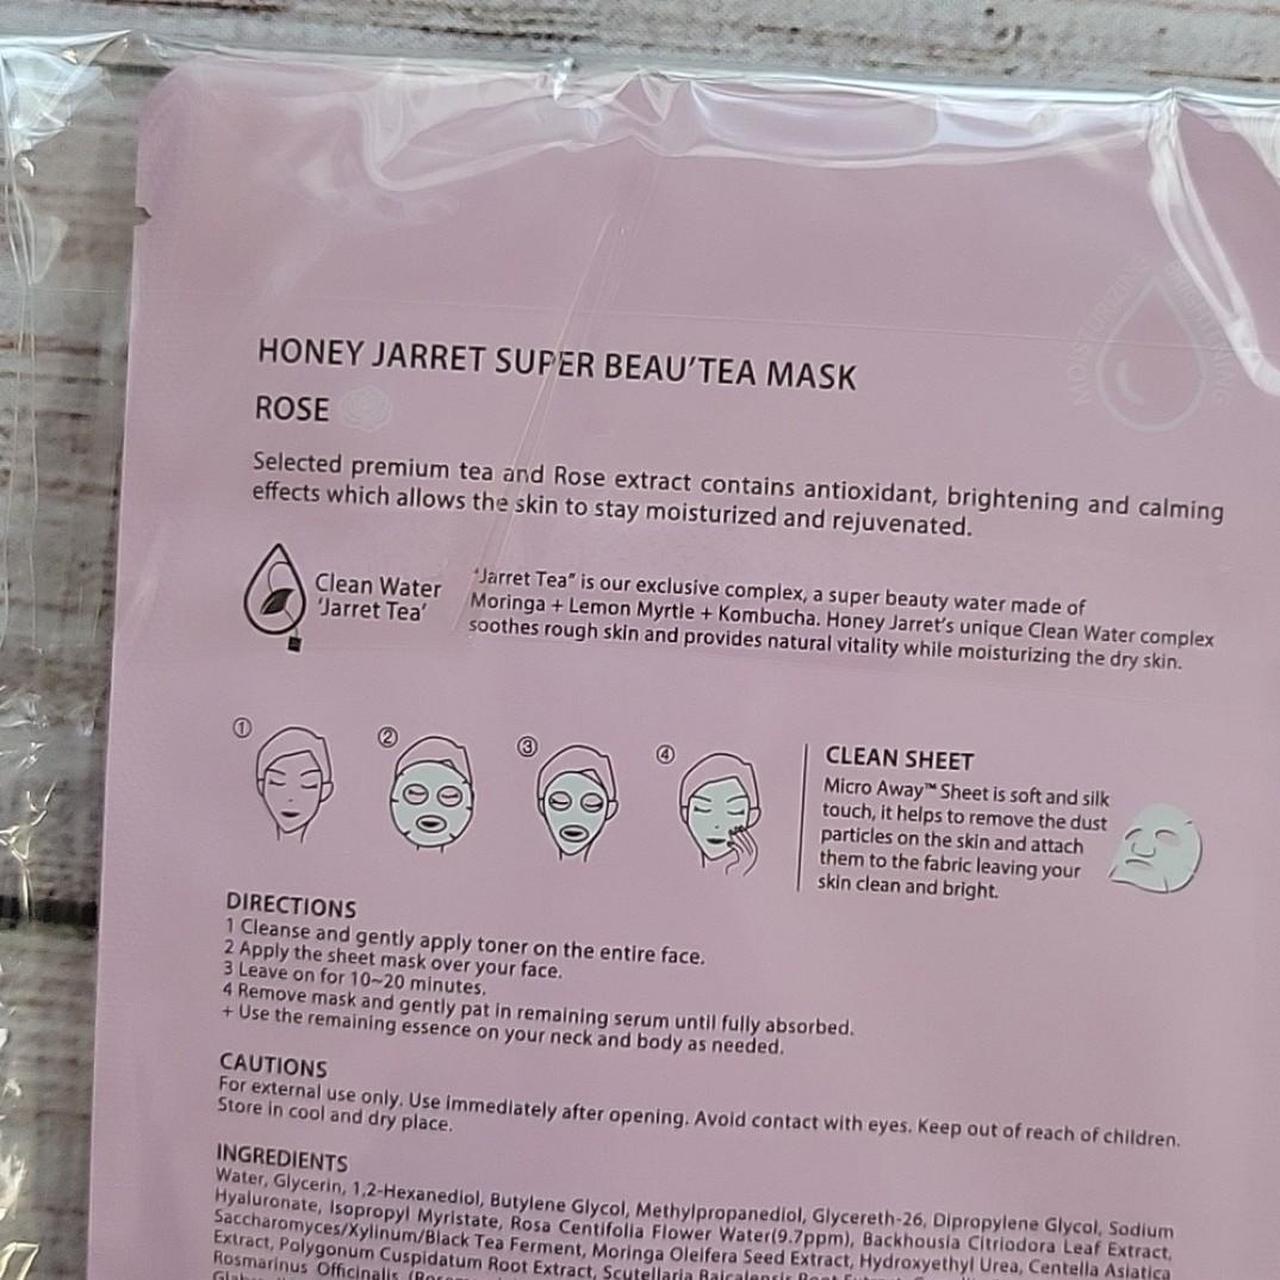 MOISTURIZING BRIGHTENING
HONEY JARRET SUPER BEAU'TEA MASK
ROSE
Selected premium tea and Rose extract contains antioxidant, brightening and calming
effects which allows the skin to stay moisturized and rejuvenated.
Clean Water
'Jarret Tea'
"Jarret Tea" is our exclusive complex, a super beauty water made of
Moringa + Lemon Myrtle + Kombucha. Honey Jarret's unique Clean Water complex
soothes rough skin and provides natural vitality while moisturizing the dry skin.
① ② ③ ④
CLEAN SHEET
Micro Away™ Sheet is soft and silk
touch, it helps to remove the dust
particles on the skin and attach
them to the fabric leaving your
skin clean and bright.
DIRECTIONS
1 Cleanse and gently apply toner on the entire face.
2 Apply the sheet mask over your face.
3 Leave on for 10~20 minutes.
4 Remove mask and gently pat in remaining serum until fully absorbed.
+ Use the remaining essence on your neck and body as needed.
CAUTIONS
For external use only. Use immediately after opening. Avoid contact with eyes. Keep out of reach of children.
Store in cool and dry place.
INGREDIENTS
Water, Glycerin, 1,2-Hexanediol, Butylene Glycol, Methylpropanediol, Glycereth-26, Dipropylene Glycol, Sodium
Hyaluronate, Isopropyl Myristate, Rosa Centifolia Flower Water(9.7ppm), Backhousia Citriodora Leaf Extract,
Saccharomyces/Xylinum/Black Tea Ferment, Moringa Oleifera Seed Extract, Hydroxyethyl Urea, Centella Asiatica
Extract, Polygonum Cuspidatum Root Extract, Scutellaria Baicalensis Root
Rosmarinus Officinalis